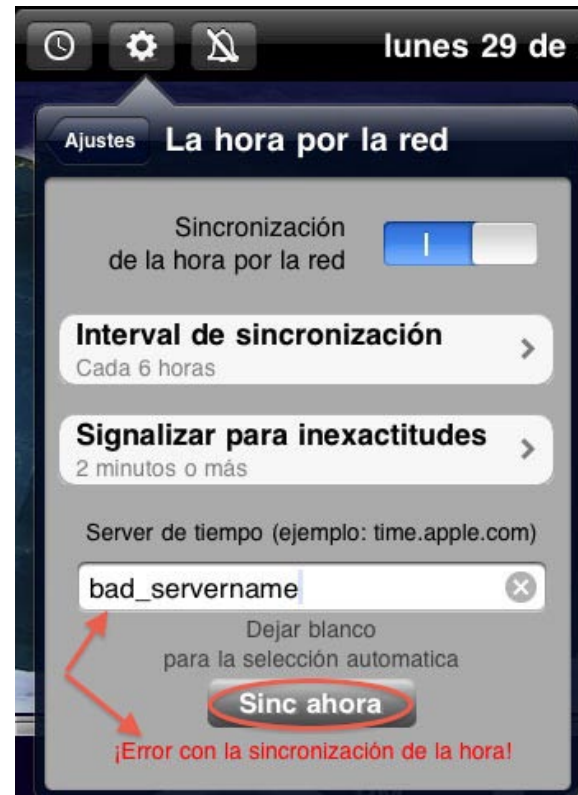 lunes 29 de
Ajustes
La hora por la red
Sincronización
de la hora por la red
Interval de sincronización
Cada 6 horas
Signalizar para inexactitudes
2 minutos o más
Server de tiempo (ejemplo: time.apple.com)
bad_servername
Dejar blanco
para la selección automatica
Sinc ahora
¡Error con la sincronización de la hora!